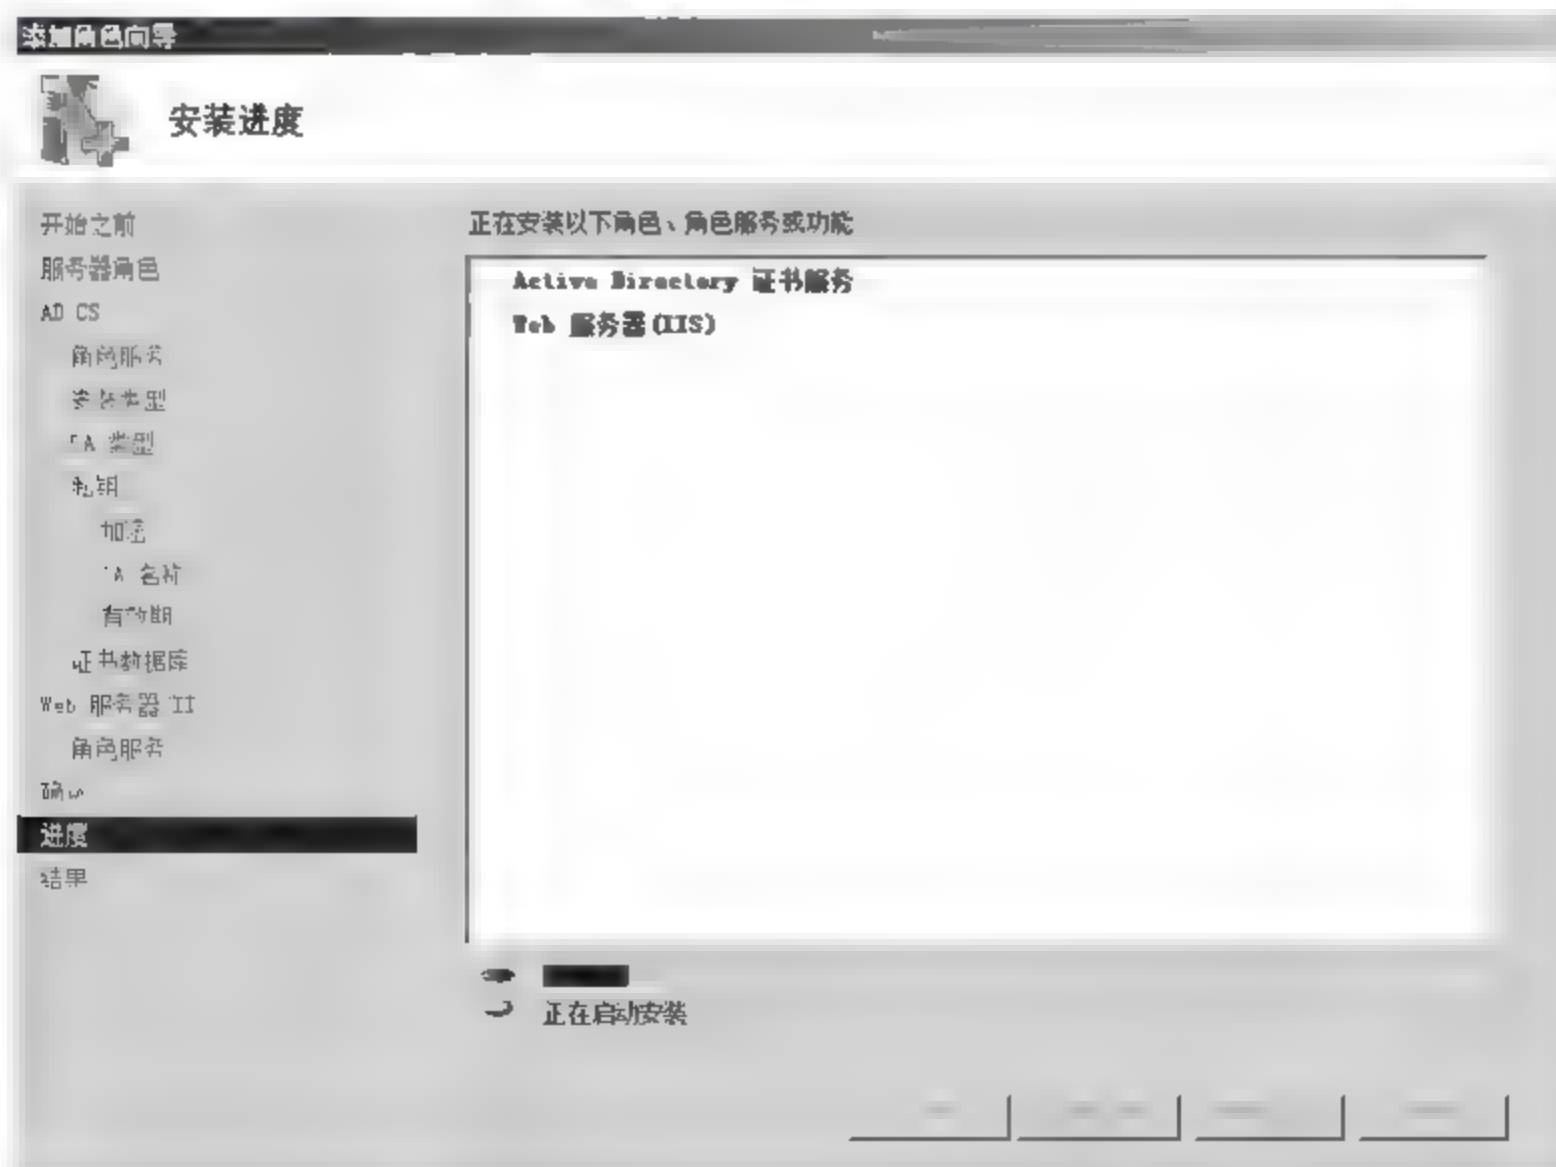 添加角色向导
安装进度
开始之前
服务器角色
AD CS
角色服务
安装类型
CA 类型
私钥
加密
CA 名称
有效期
证书数据库
Web 服务器 II
角色服务
确认
进度
结果
正在安装以下角色、角色服务或功能
Active Directory 证书服务
Web 服务器(IIS)
正在启动安装